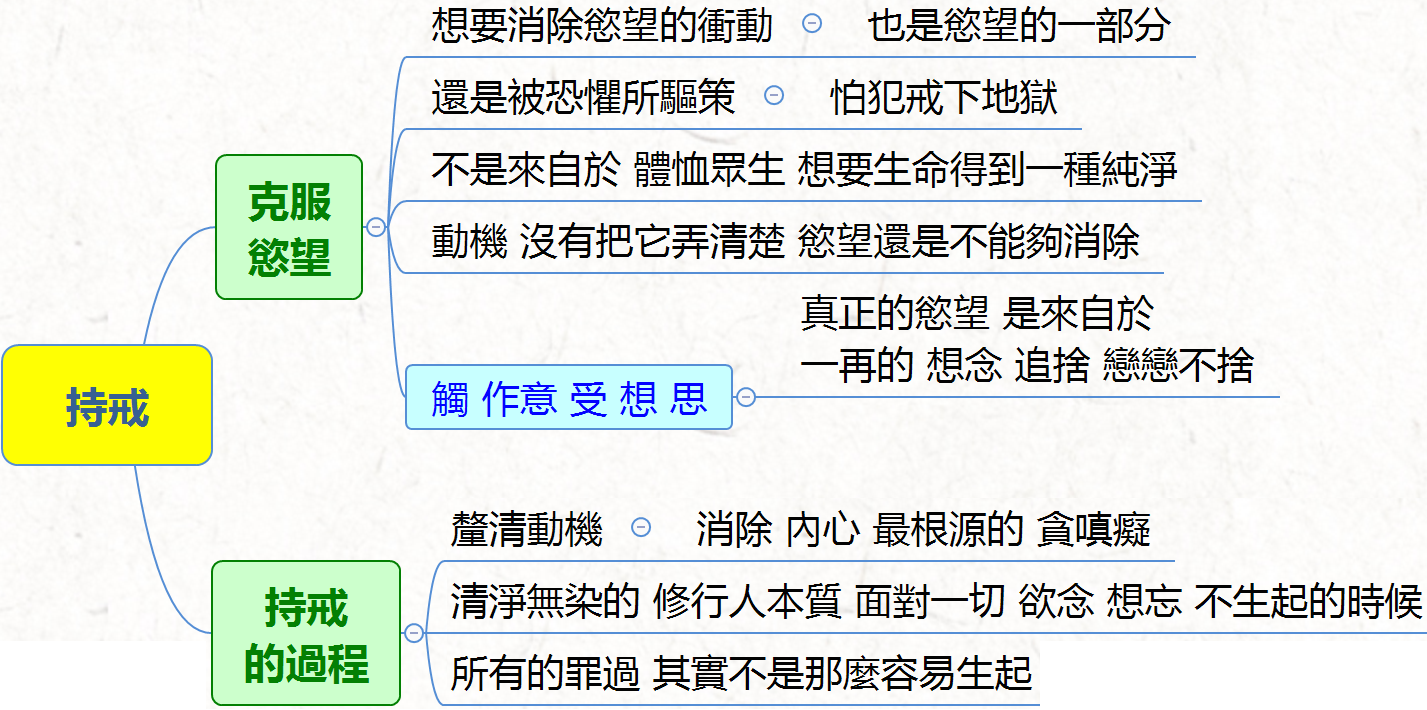 持戒
克服
慾望
想要消除慾望的衝動 也是慾望的一部分
還是被恐懼所驅策 怕犯戒下地獄
不是來自於 體恤眾生 想要生命得到一種純淨
動機 沒有把它弄清楚 慾望還是不能夠消除
觸 作意 受 想 思
真正的慾望 是來自於
一再的 想念 追捨 戀戀不捨
持戒
的過程
釐清動機 消除 內心 最根源的 貪嗔癡
清淨無染的 修行人本質 面對一切 欲念 想忘 不生起的時候
所有的罪過 其實不是那麼容易生起